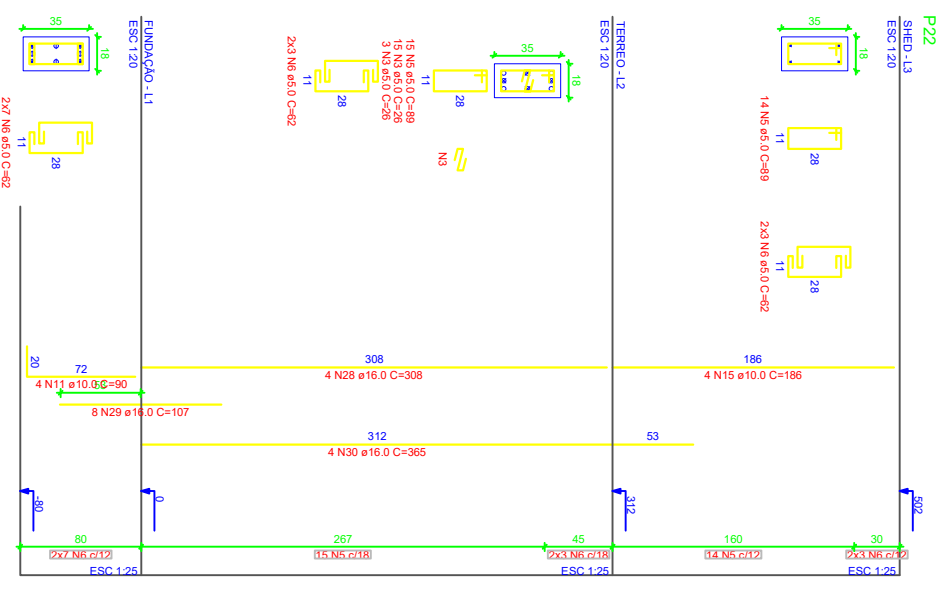 P22
SHED - L3
ESC 1:20
35
18
14 N5 ø5.0 C=89
11
28
2x3 N6 ø5.0 C=62
11
28
TERREO - L2
ESC 1:20
35
18
15 N5 ø5.0 C=89
15 N3 ø5.0 C=26
3 N3 ø5.0 C=26
11
28
N3
2x3 N6 ø5.0 C=62
11
28
FUNDAÇÃO - L1
ESC 1:20
35
18
2x7 N6 ø5.0 C=62
11
28
20
72
4 N11 ø10.0 C=90
308
4 N28 ø16.0 C=308
186
4 N15 ø10.0 C=186
8 N29 ø16.0 C=107
312
53
4 N30 ø16.0 C=365
-80
0
312
502
80
267
45
160
30
2x7 N6 c/12
15 N5 c/18
2x3 N6 c/18
14 N5 c/12
2x3 N6 c/12
ESC 1:25
ESC 1:25
ESC 1:25